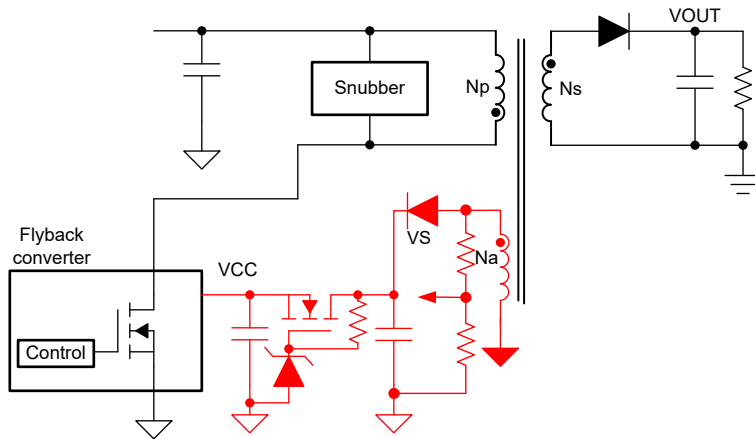 VOUT
Snubber
Np
Ns
VS
Na
Flyback
converter
VCC
Control